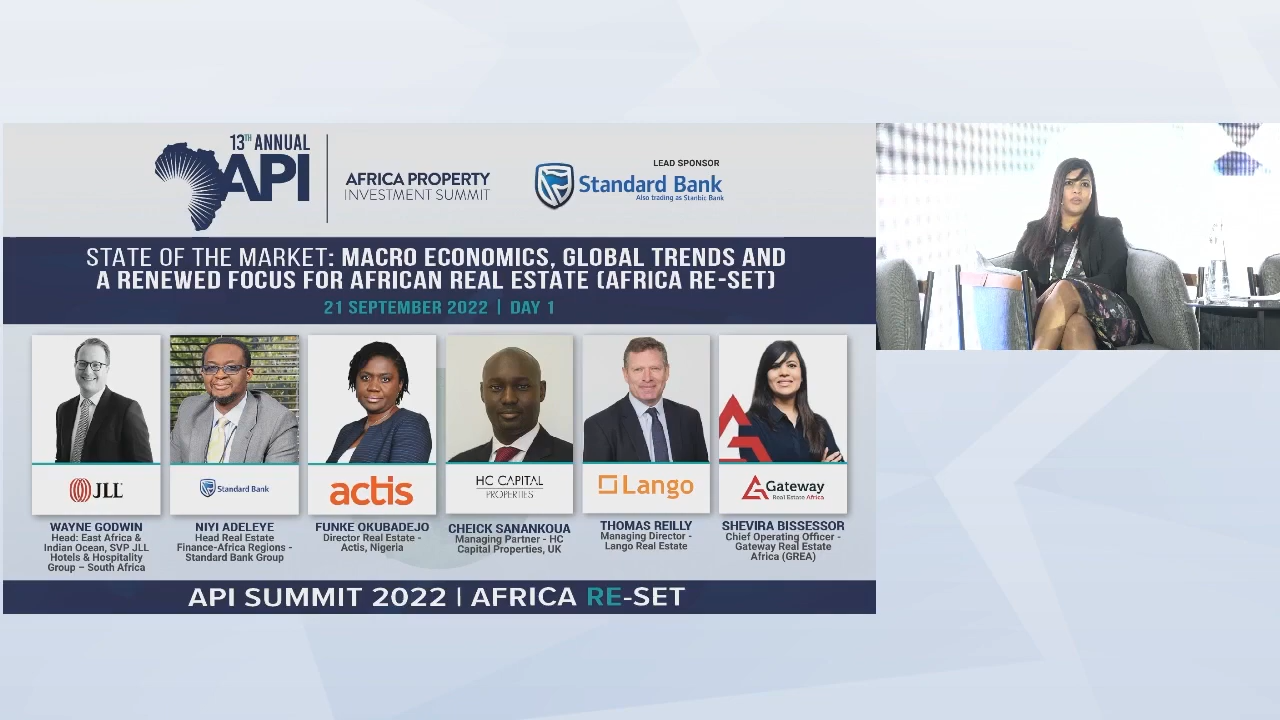 13TH ANNUAL
API
AFRICA PROPERTY
INVESTMENT SUMMIT
LEAD SPONSOR
Standard Bank
Also trading as Stanbic Bank
STATE OF THE MARKET: MACRO ECONOMICS, GLOBAL TRENDS AND
A RENEWED FOCUS FOR AFRICAN REAL ESTATE (AFRICA RE-SET)
21 SEPTEMBER 2022 | DAY 1
JLL
WAYNE GODWIN
Head: East Africa &
Indian Ocean, SVP JLL
Hotels & Hospitality
Group – South Africa
Standard Bank
NIYI ADELEYE
Head Real Estate
Finance-Africa Regions -
Standard Bank Group
actis
FUNKE OKUBADEJO
Director Real Estate -
Actis, Nigeria
HC CAPITAL
PROPERTIES
CHEICK SANANKOUA
Managing Partner - HC
Capital Properties, UK
Lango
THOMAS REILLY
Managing Director -
Lango Real Estate
Gateway
Real Estate Africa
SHEVIRA BISSESSOR
Chief Operating Officer -
Gateway Real Estate
Africa (GREA)
API SUMMIT 2022 | AFRICA RE-SET